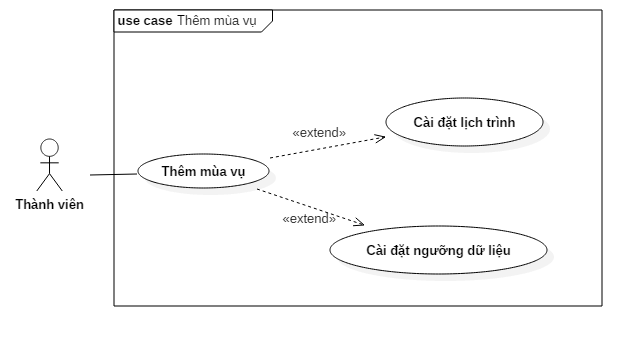 use case Thêm mùa vụ
Cài đặt lịch trình
«extend»
Thêm mùa vụ
Thành viên
«extend»
Cài đặt ngưỡng dữ liệu